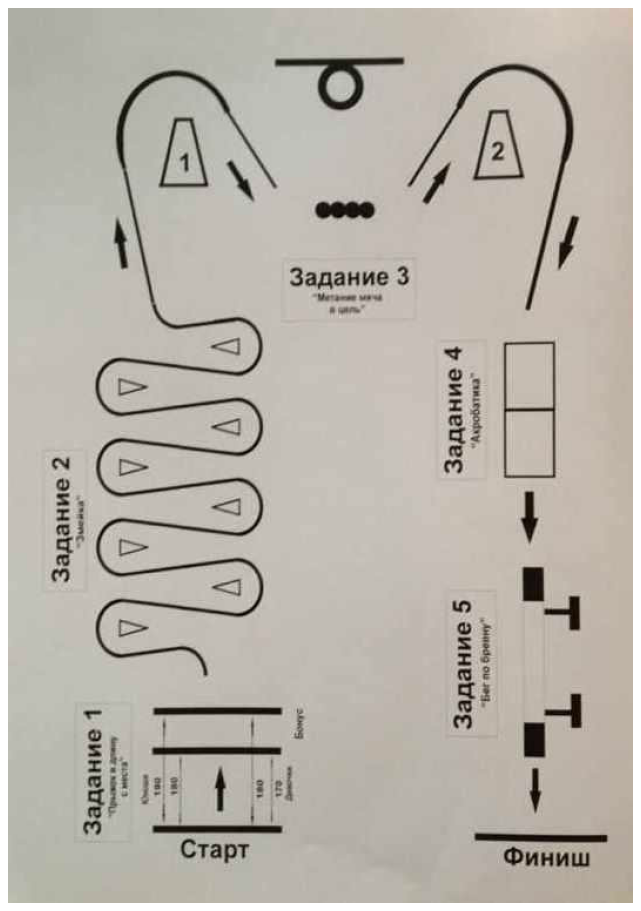 1
2
Задание 3
"Метание мяча
в цель"
Задание 2
"Змейка"
Задание 4
"Акробатика"
Задание 1
"Прыжок в длину
с места"
Юноши
190
180
180
170
Девочки
Бонус
Старт
Задание 5
"Бег по бревну"
Финиш